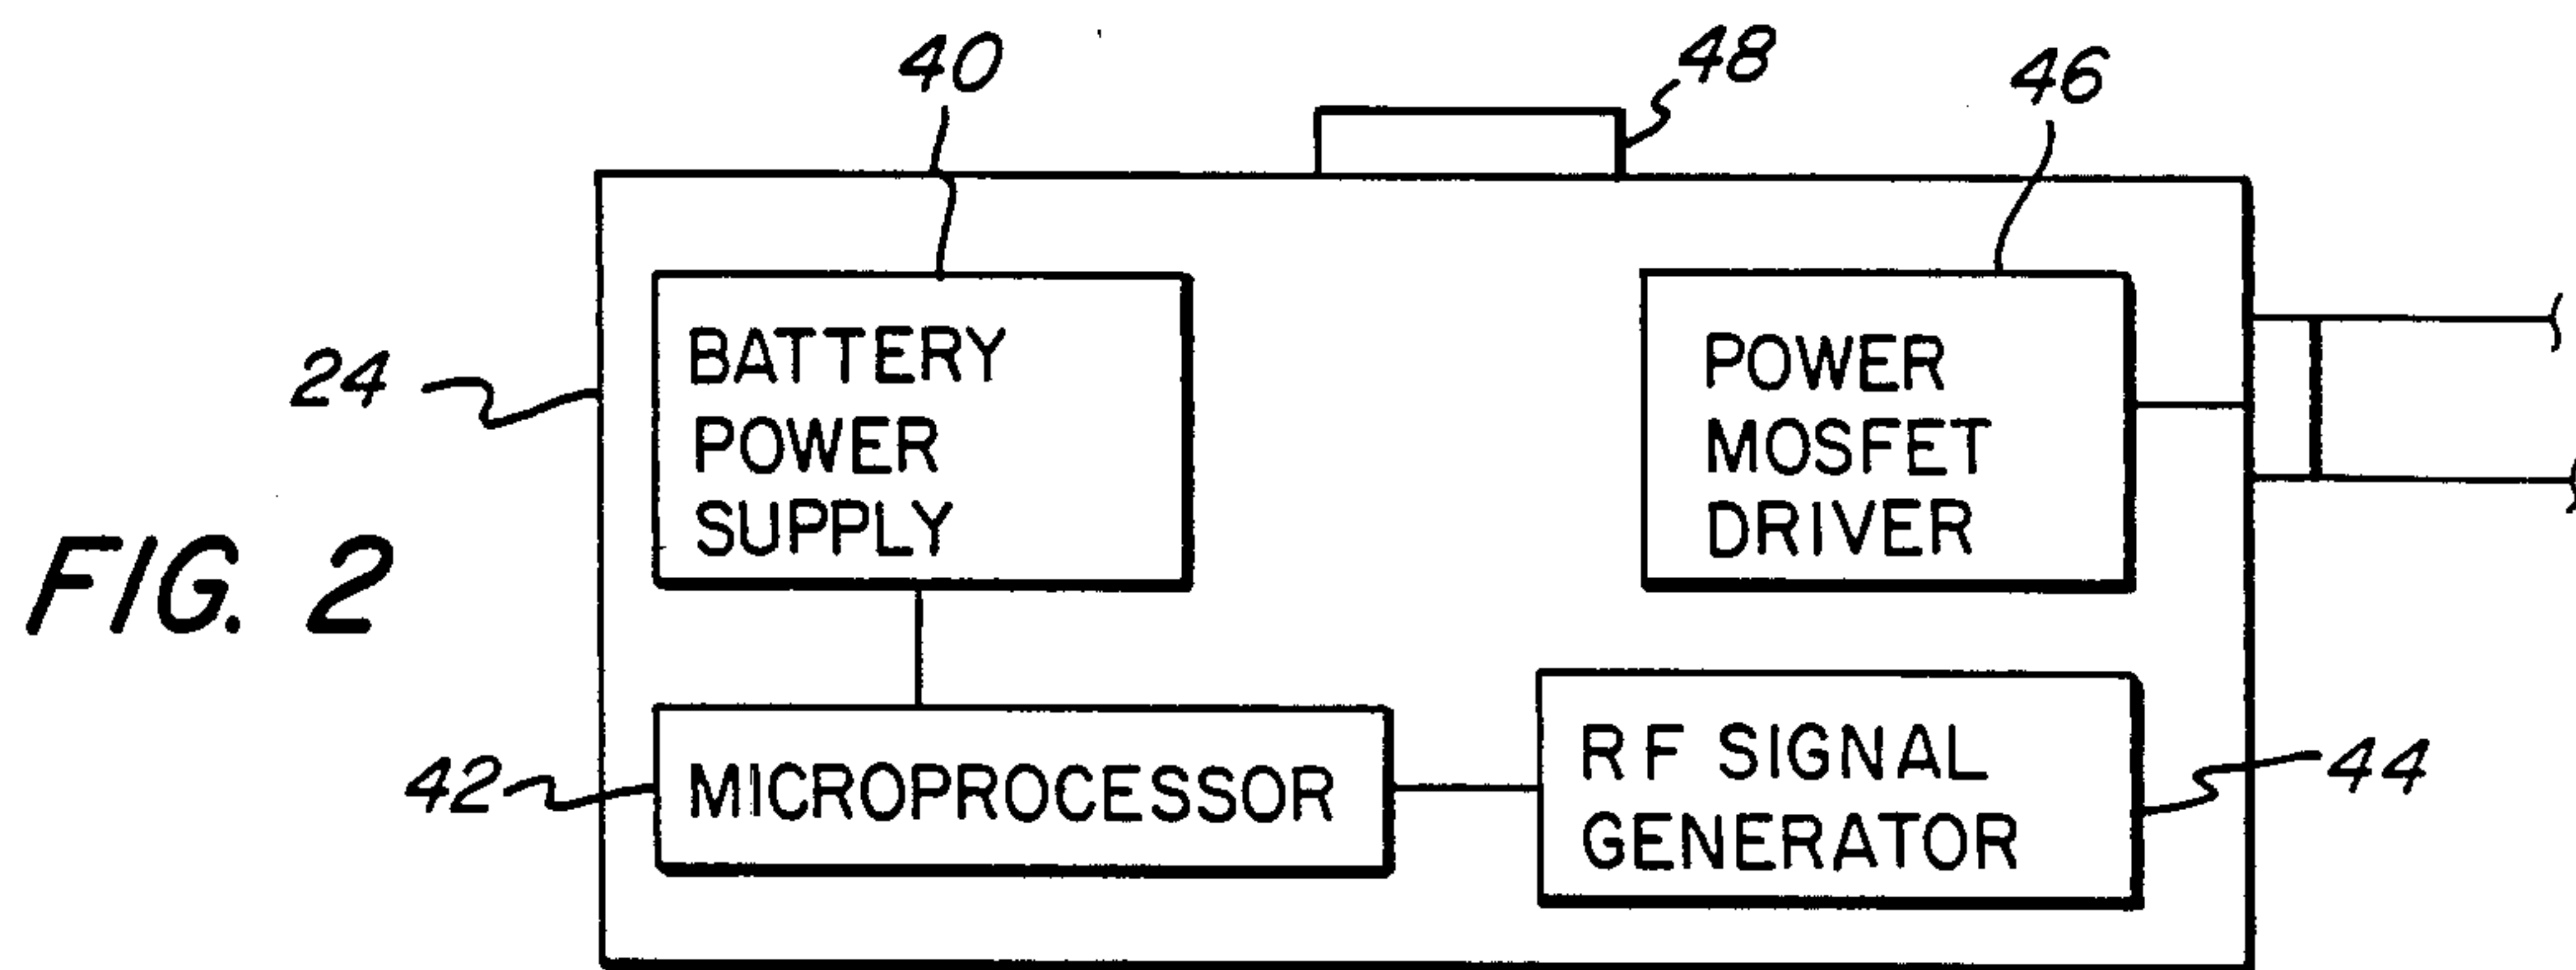 40
48
46
24
BATTERY
POWER
SUPPLY
POWER
MOSFET
DRIVER
FIG. 2
42
MICROPROCESSOR
RF SIGNAL
GENERATOR
44